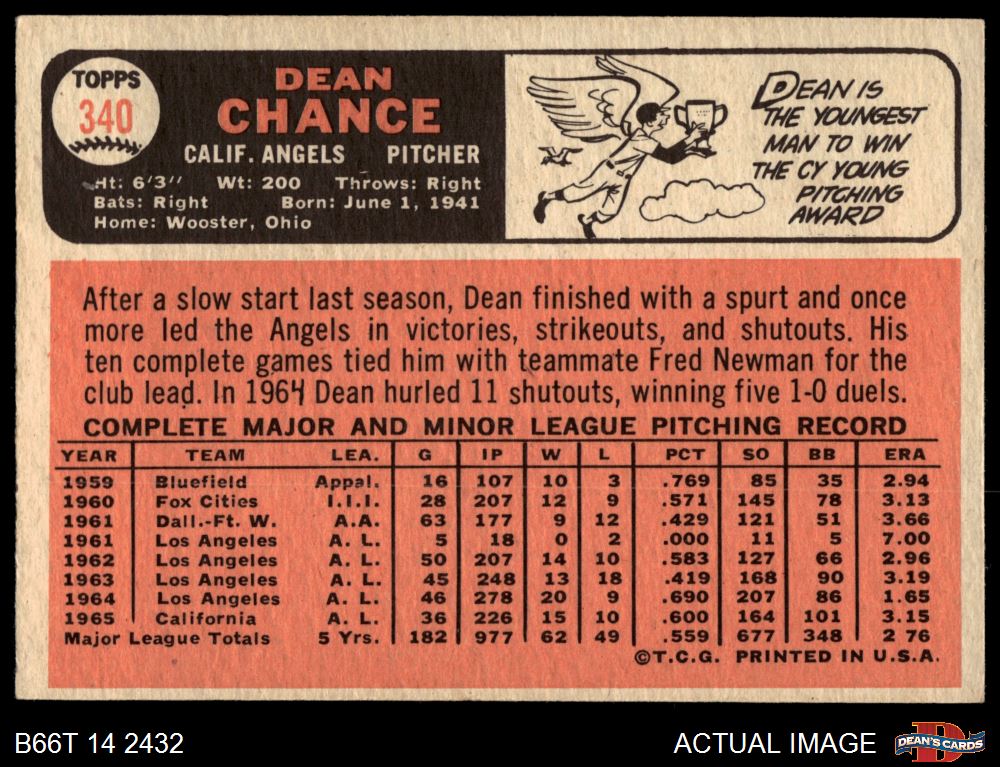 TOPPS
340
DEAN
CHANCE
CALIF. ANGELS PITCHER
Ht: 6'3" Wt: 200 Throws: Right
Bats: Right Born: June 1, 1941
Home: Wooster, Ohio
DEAN IS
THE YOUNGEST
MAN TO WIN
THE CY YOUNG
PITCHING
AWARD
After a slow start last season, Dean finished with a spurt and once
more led the Angels in victories, strikeouts, and shutouts. His
ten complete games tied him with teammate Fred Newman for the
club lead. In 1964 Dean hurled 11 shutouts, winning five 1-0 duels.
COMPLETE MAJOR AND MINOR LEAGUE PITCHING RECORD
YEAR TEAM LEA. G IP W L PCT SO BB ERA
1959 Bluefield Appal. 16 107 10 3 .769 85 35 2.94
1960 Fox Cities I.I.I. 28 207 12 9 .571 145 78 3.13
1961 Dall.-Ft. W. A.A. 63 177 9 12 .429 121 51 3.66
1961 Los Angeles A. L. 5 18 0 2 .000 11 5 7.00
1962 Los Angeles A. L. 50 207 14 10 .583 127 66 2.96
1963 Los Angeles A. L. 45 248 13 18 .419 168 90 3.19
1964 Los Angeles A. L. 46 278 20 9 .690 207 86 1.65
1965 California A. L. 36 226 15 10 .600 164 101 3.15
Major League Totals 5 Yrs. 182 977 62 49 .559 677 348 2 76
©T.C.G. PRINTED IN U.S.A.
B66T 14 2432
ACTUAL IMAGE
D
DEAN'S CARDS